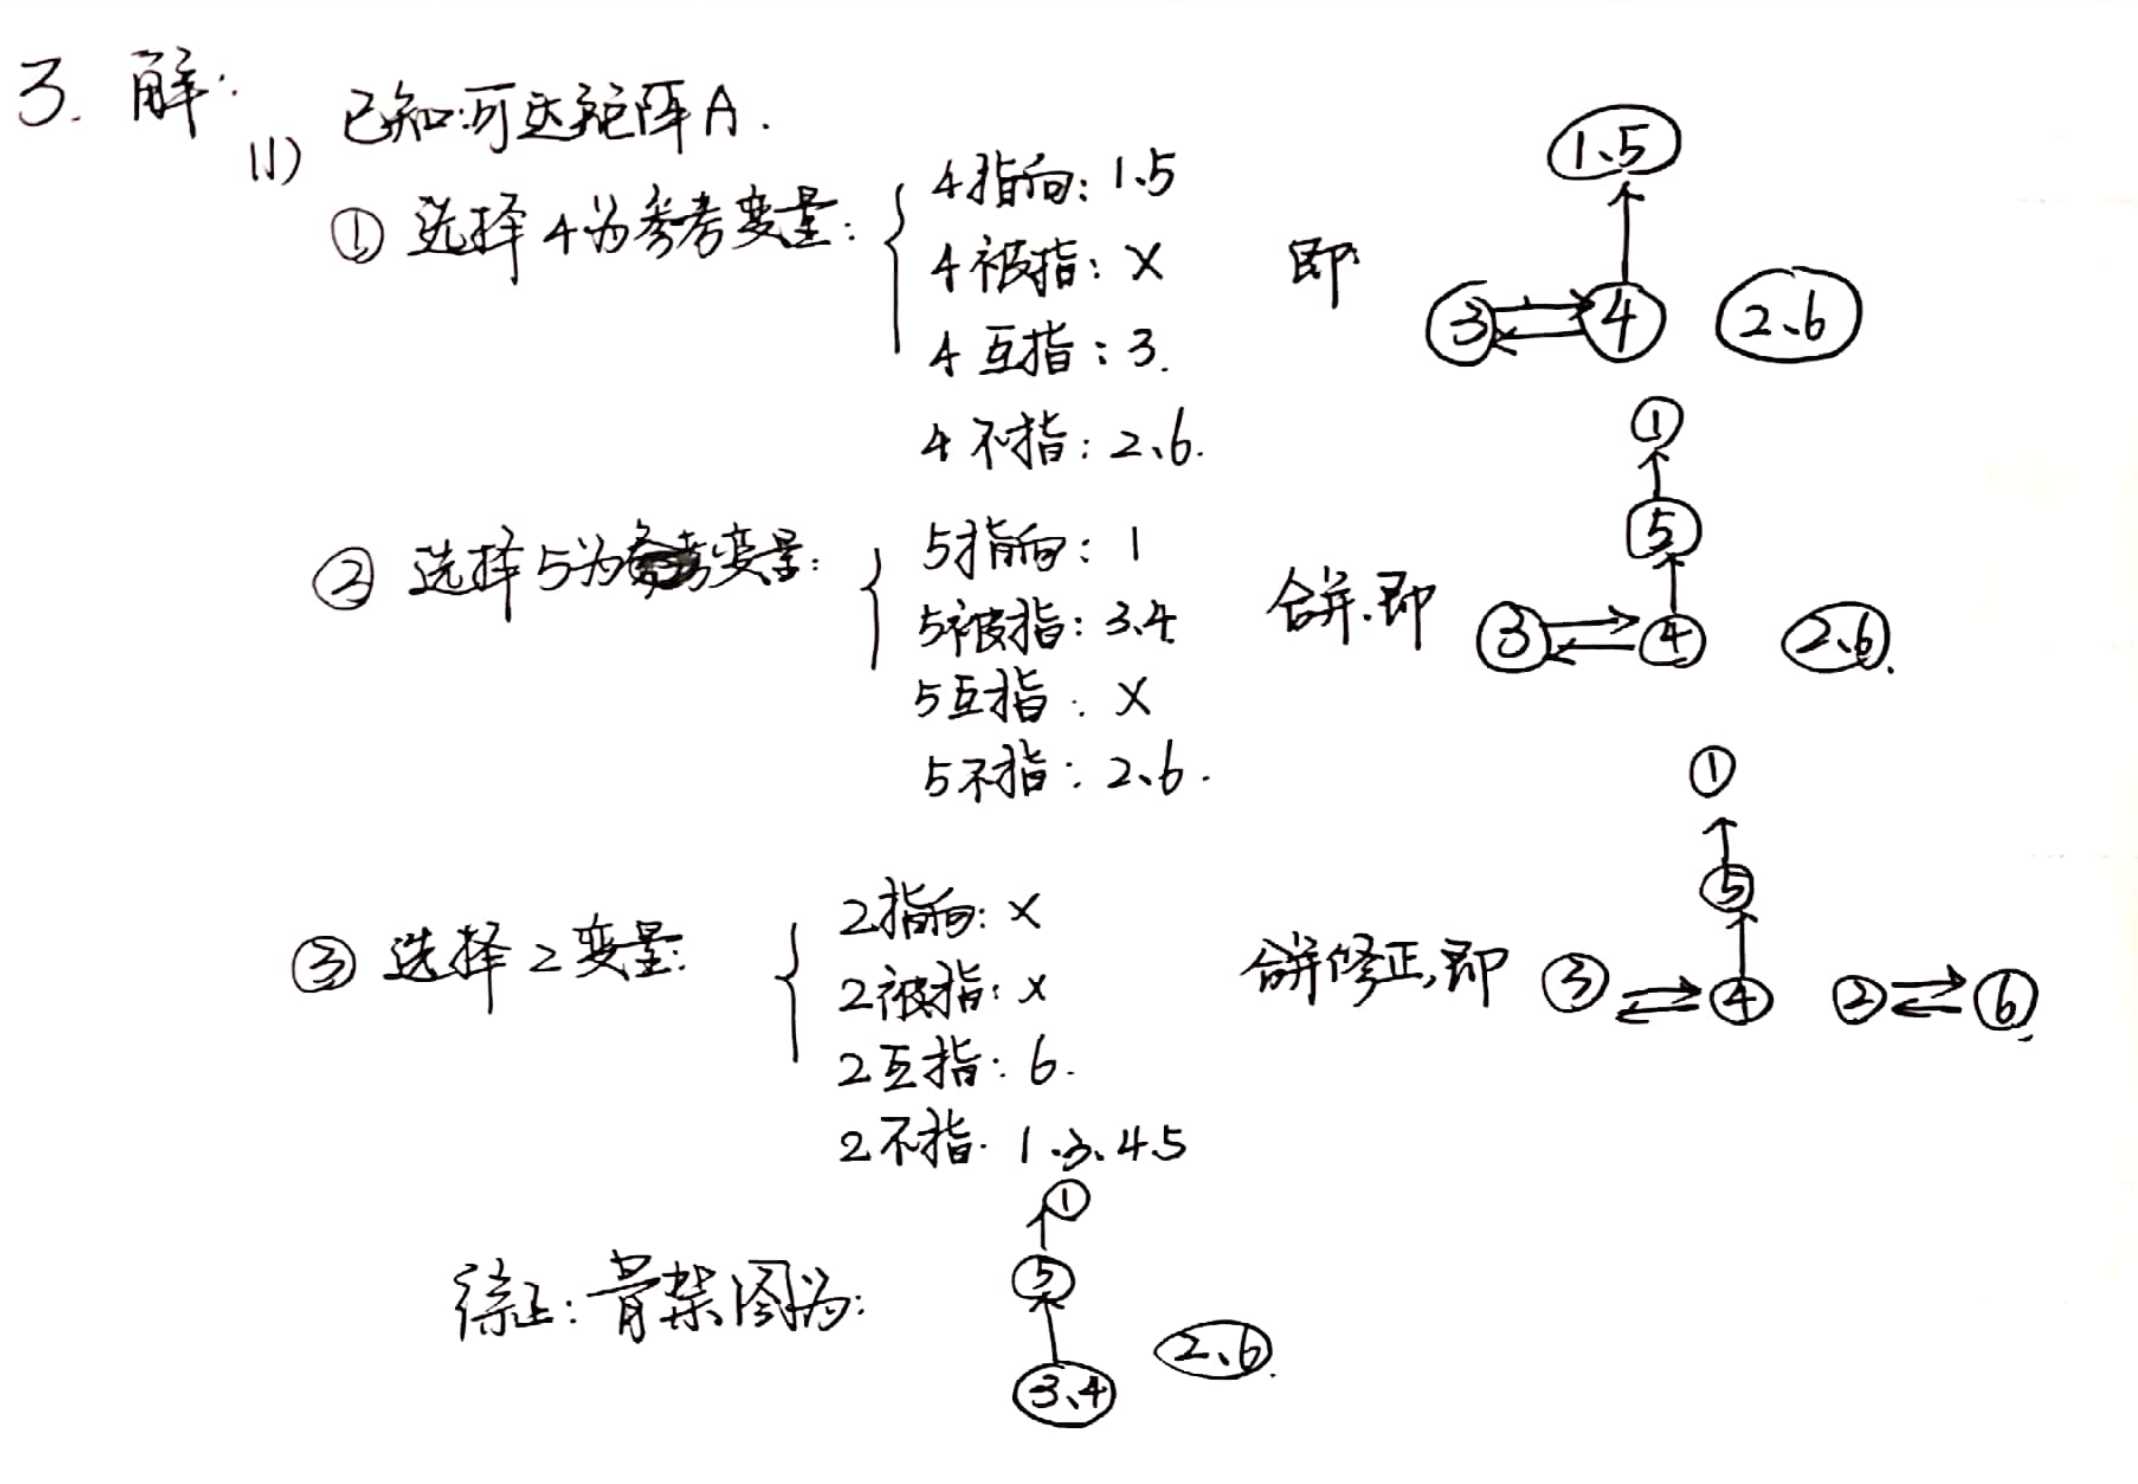 3. 解:
(1) 已知:可达矩阵A.
① 选择4为参考变量:
4指向: 1、5
4被指: X
4互指: 3.
4不指: 2、6.
即
1、5
3 4 2、6
② 选择5为参考变量:
5指向: 1
5被指: 3、4
5互指: X
5不指: 2、6.
合并.即
1
5
3 4 2、6.
③ 选择2变量:
2指向: X
2被指: X
2互指: 6.
2不指. 1、3、4、5
合并修正,即
1
5
3 4 2 6
综上: 骨架图为:
1
5
3、4 2、6.